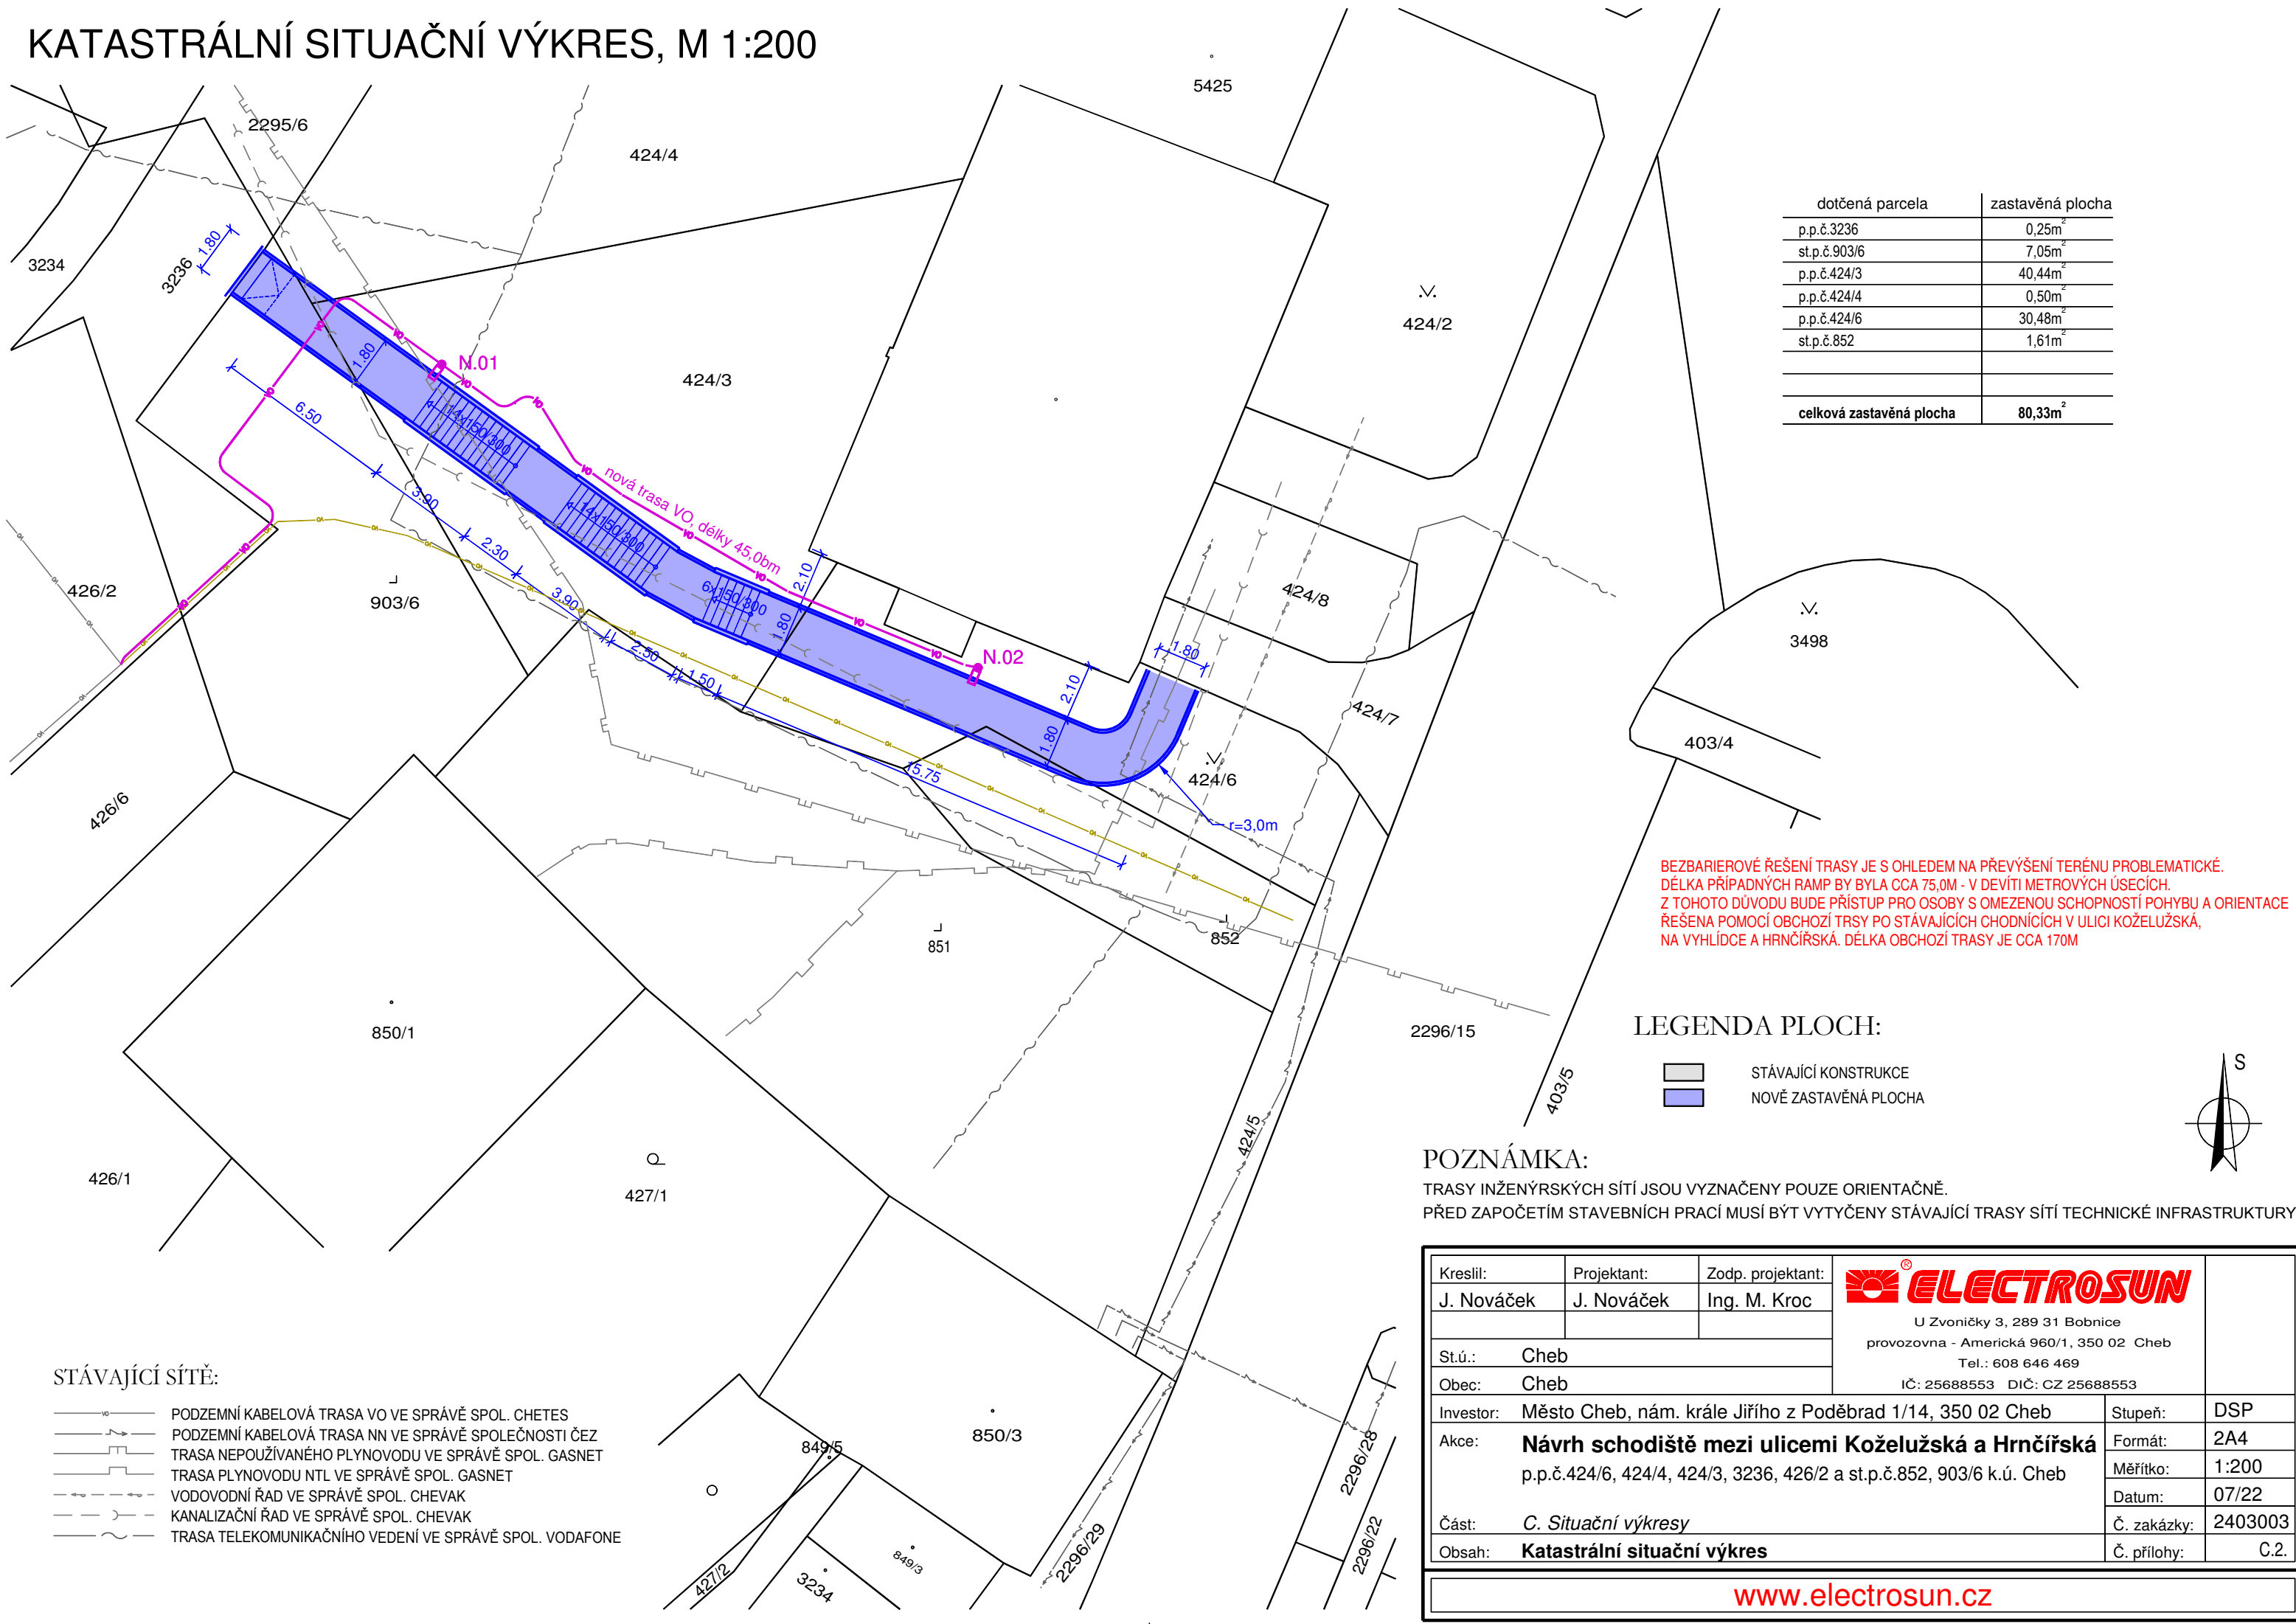 KATASTRÁLNÍ SITUAČNÍ VÝKRES, M 1:200
5425
2295/6
424/4
3234
3236
1.80
424/2
424/3
N.01
1.80
14x150/300
6.50
3.90
2.30
3.90
14x150/300
nová trasa VO, délky 45,0bm
6x150/300
2.10
1.80
2.50
1.50
15.75
426/2
903/6
N.02
2.10
1.80
1.80
424/8
424/7
424/6
r=3,0m
3498
403/4
426/6
851
852
850/1
2296/15
403/5
424/5
426/1
427/1
850/3
849/5
849/3
427/2
3234
2296/29
2296/28
2296/22
dotčená parcela zastavěná plocha
p.p.č.3236 0,25m²
st.p.č.903/6 7,05m²
p.p.č.424/3 40,44m²
p.p.č.424/4 0,50m²
p.p.č.424/6 30,48m²
st.p.č.852 1,61m²
celková zastavěná plocha 80,33m²
BEZBARIEROVÉ ŘEŠENÍ TRASY JE S OHLEDEM NA PŘEVÝŠENÍ TERÉNU PROBLEMATICKÉ.
DÉLKA PŘÍPADNÝCH RAMP BY BYLA CCA 75,0M - V DEVÍTI METROVÝCH ÚSECÍCH.
Z TOHOTO DŮVODU BUDE PŘÍSTUP PRO OSOBY S OMEZENOU SCHOPNOSTÍ POHYBU A ORIENTACE
ŘEŠENA POMOCÍ OBCHOZÍ TRSY PO STÁVAJÍCÍCH CHODNÍCÍCH V ULICI KOŽELUŽSKÁ,
NA VYHLÍDCE A HRNČÍŘSKÁ. DÉLKA OBCHOZÍ TRASY JE CCA 170M
LEGENDA PLOCH:
STÁVAJÍCÍ KONSTRUKCE
NOVĚ ZASTAVĚNÁ PLOCHA
S
POZNÁMKA:
TRASY INŽENÝRSKÝCH SÍTÍ JSOU VYZNAČENY POUZE ORIENTAČNĚ.
PŘED ZAPOČETÍM STAVEBNÍCH PRACÍ MUSÍ BÝT VYTYČENY STÁVAJÍCÍ TRASY SÍTÍ TECHNICKÉ INFRASTRUKTURY
STÁVAJÍCÍ SÍTĚ:
VO PODZEMNÍ KABELOVÁ TRASA VO VE SPRÁVĚ SPOL. CHETES
PODZEMNÍ KABELOVÁ TRASA NN VE SPRÁVĚ SPOLEČNOSTI ČEZ
TRASA NEPOUŽÍVANÉHO PLYNOVODU VE SPRÁVĚ SPOL. GASNET
TRASA PLYNOVODU NTL VE SPRÁVĚ SPOL. GASNET
VODOVODNÍ ŘAD VE SPRÁVĚ SPOL. CHEVAK
KANALIZAČNÍ ŘAD VE SPRÁVĚ SPOL. CHEVAK
TRASA TELEKOMUNIKAČNÍHO VEDENÍ VE SPRÁVĚ SPOL. VODAFONE
Kreslil: Projektant: Zodp. projektant:
J. Nováček J. Nováček Ing. M. Kroc
ELECTROSUN ®
U Zvoničky 3, 289 31 Bobnice
provozovna - Americká 960/1, 350 02 Cheb
Tel.: 608 646 469
IČ: 25688553 DIČ: CZ 25688553
St.ú.: Cheb
Obec: Cheb
Investor: Město Cheb, nám. krále Jiřího z Poděbrad 1/14, 350 02 Cheb
Stupeň: DSP
Akce: Návrh schodiště mezi ulicemi Koželužská a Hrnčířská
Formát: 2A4
p.p.č.424/6, 424/4, 424/3, 3236, 426/2 a st.p.č.852, 903/6 k.ú. Cheb
Měřítko: 1:200
Datum: 07/22
Část: C. Situační výkresy
Č. zakázky: 2403003
Obsah: Katastrální situační výkres
Č. přílohy: C.2.
www.electrosun.cz